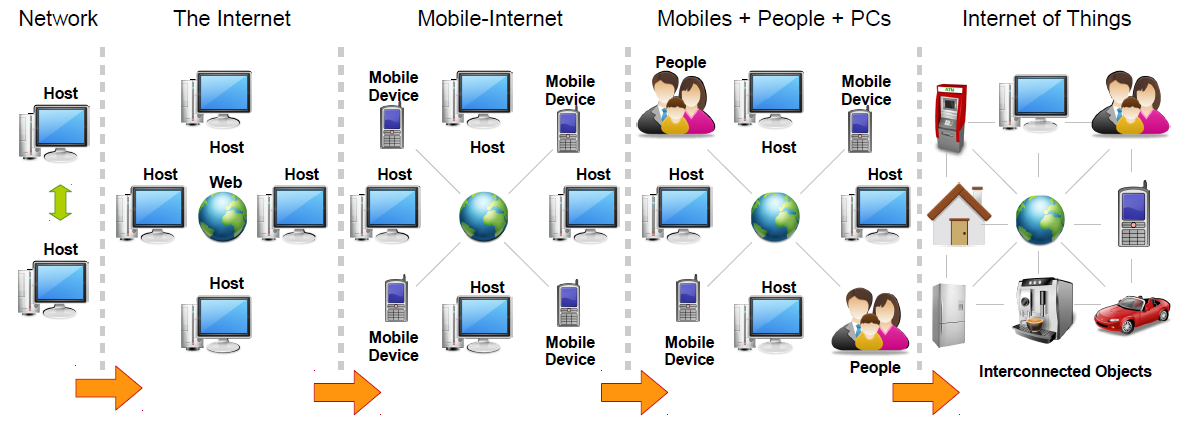 Network
The Internet
Mobile-Internet
Mobiles + People + PCs
Internet of Things
Host
Host
Host
Host
Web
Host
Host
Mobile
Device
Host
Mobile
Device
Host
Host
Mobile
Device
Host
Mobile
Device
People
Host
Mobile
Device
Host
Host
Mobile
Device
Host
People
ATM
Interconnected Objects